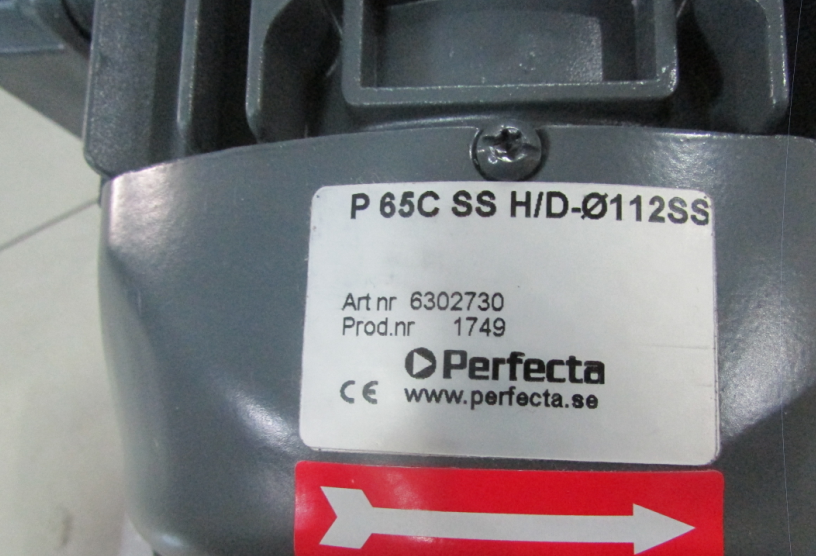 P 65C SS H/D-Ø112SS
Art nr 6302730
Prod.nr 1749
Perfecta
CE www.perfecta.se